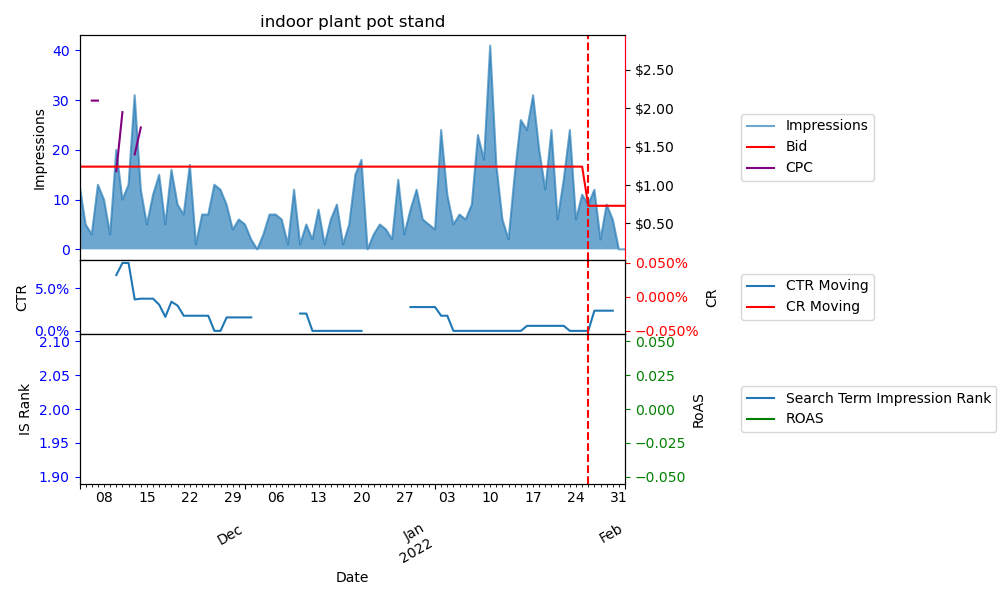 indoor plant pot stand
Impressions
40
30
20
10
0
$2.50
$2.00
$1.50
$1.00
$0.50
Impressions
Bid
CPC
CTR
5.0%
0.0%
0.050%
0.000%
-0.050%
CR
CTR Moving
CR Moving
IS Rank
2.10
2.05
2.00
1.95
1.90
0.050
0.025
0.000
−0.025
−0.050
RoAS
Search Term Impression Rank
ROAS
08 15 22 29 06 13 20 27 03 10 17 24 31
Dec Jan Feb
2022
Date